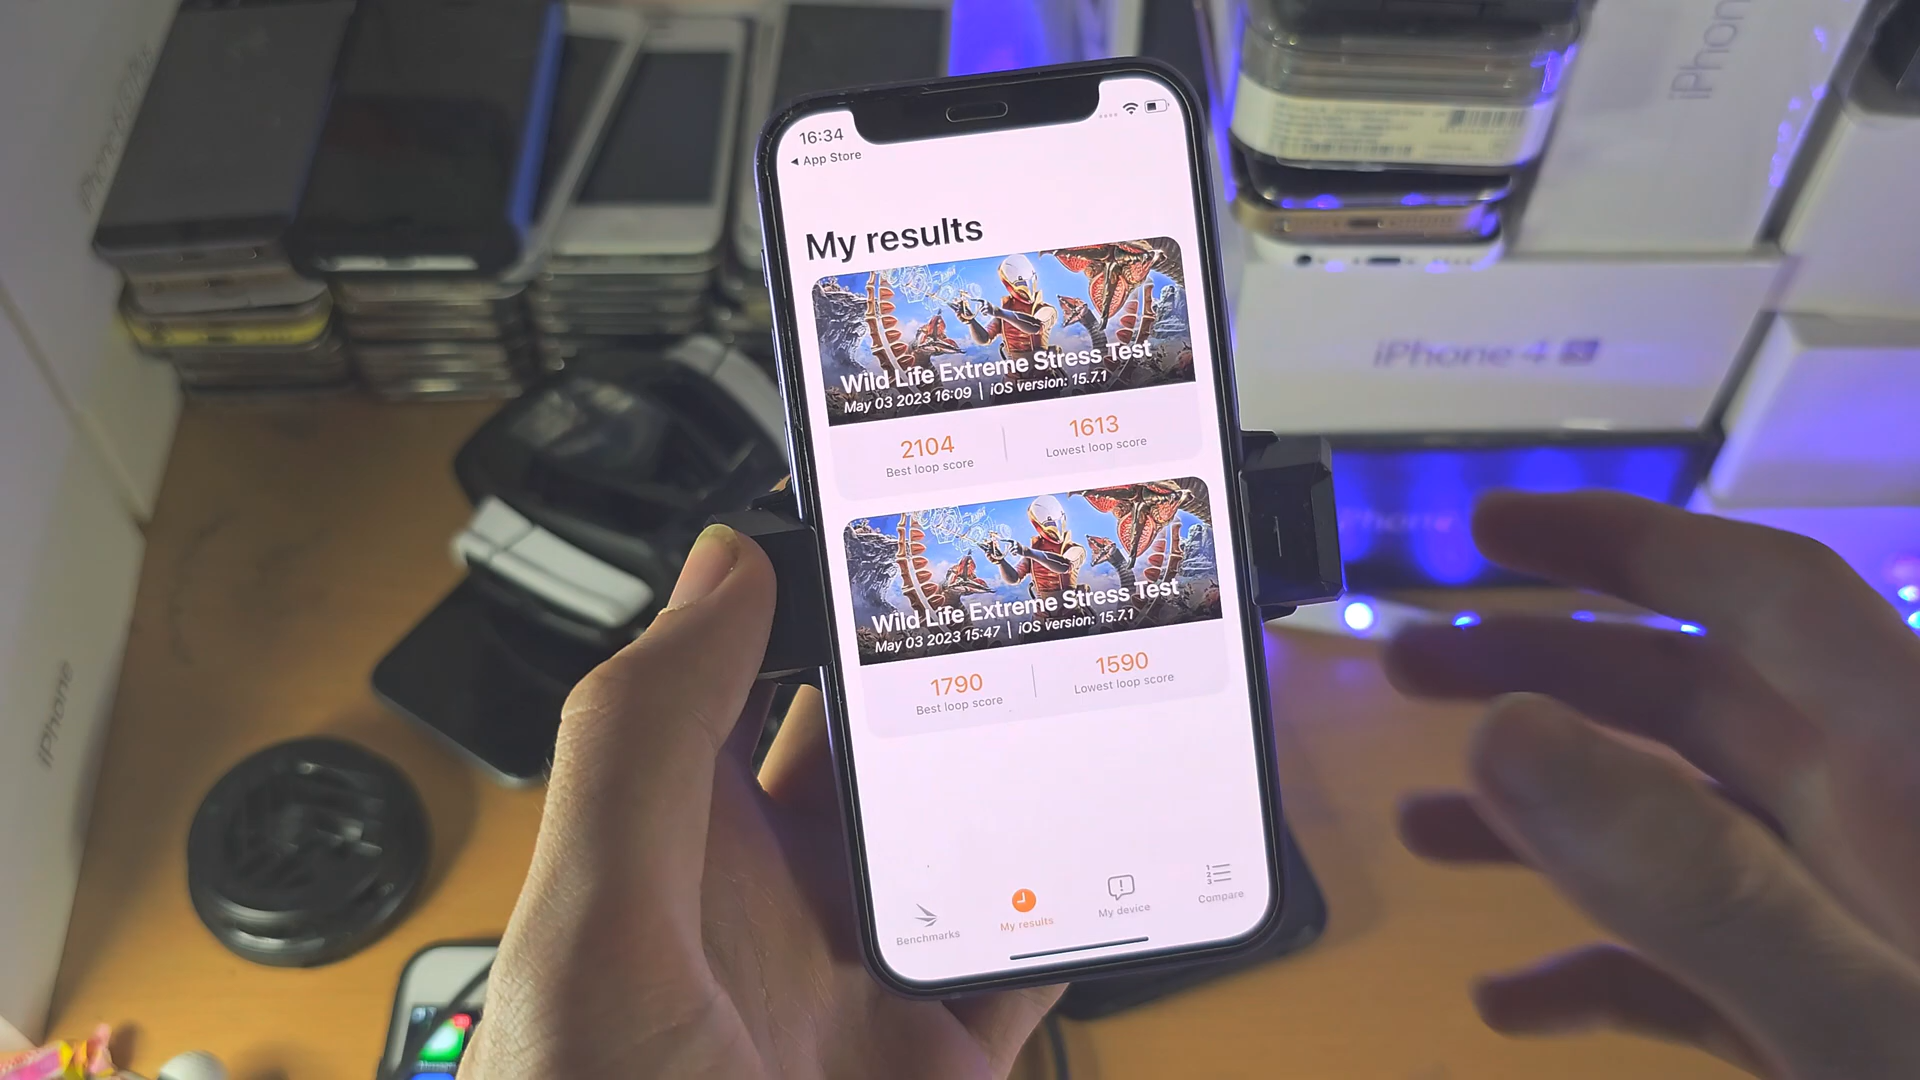 16:34
App Store
My results
Wild Life Extreme Stress Test
May 03 2023 16:09 | iOS version: 15.7.1
2104
1613
Best loop score
Lowest loop score
Wild Life Extreme Stress Test
May 03 2023 15:47 | iOS version: 15.7.1
1790
1590
Best loop score
Lowest loop score
Benchmarks
My results
My device
Compare
iPhone 4 S
iPhone
iPhone
iPhone